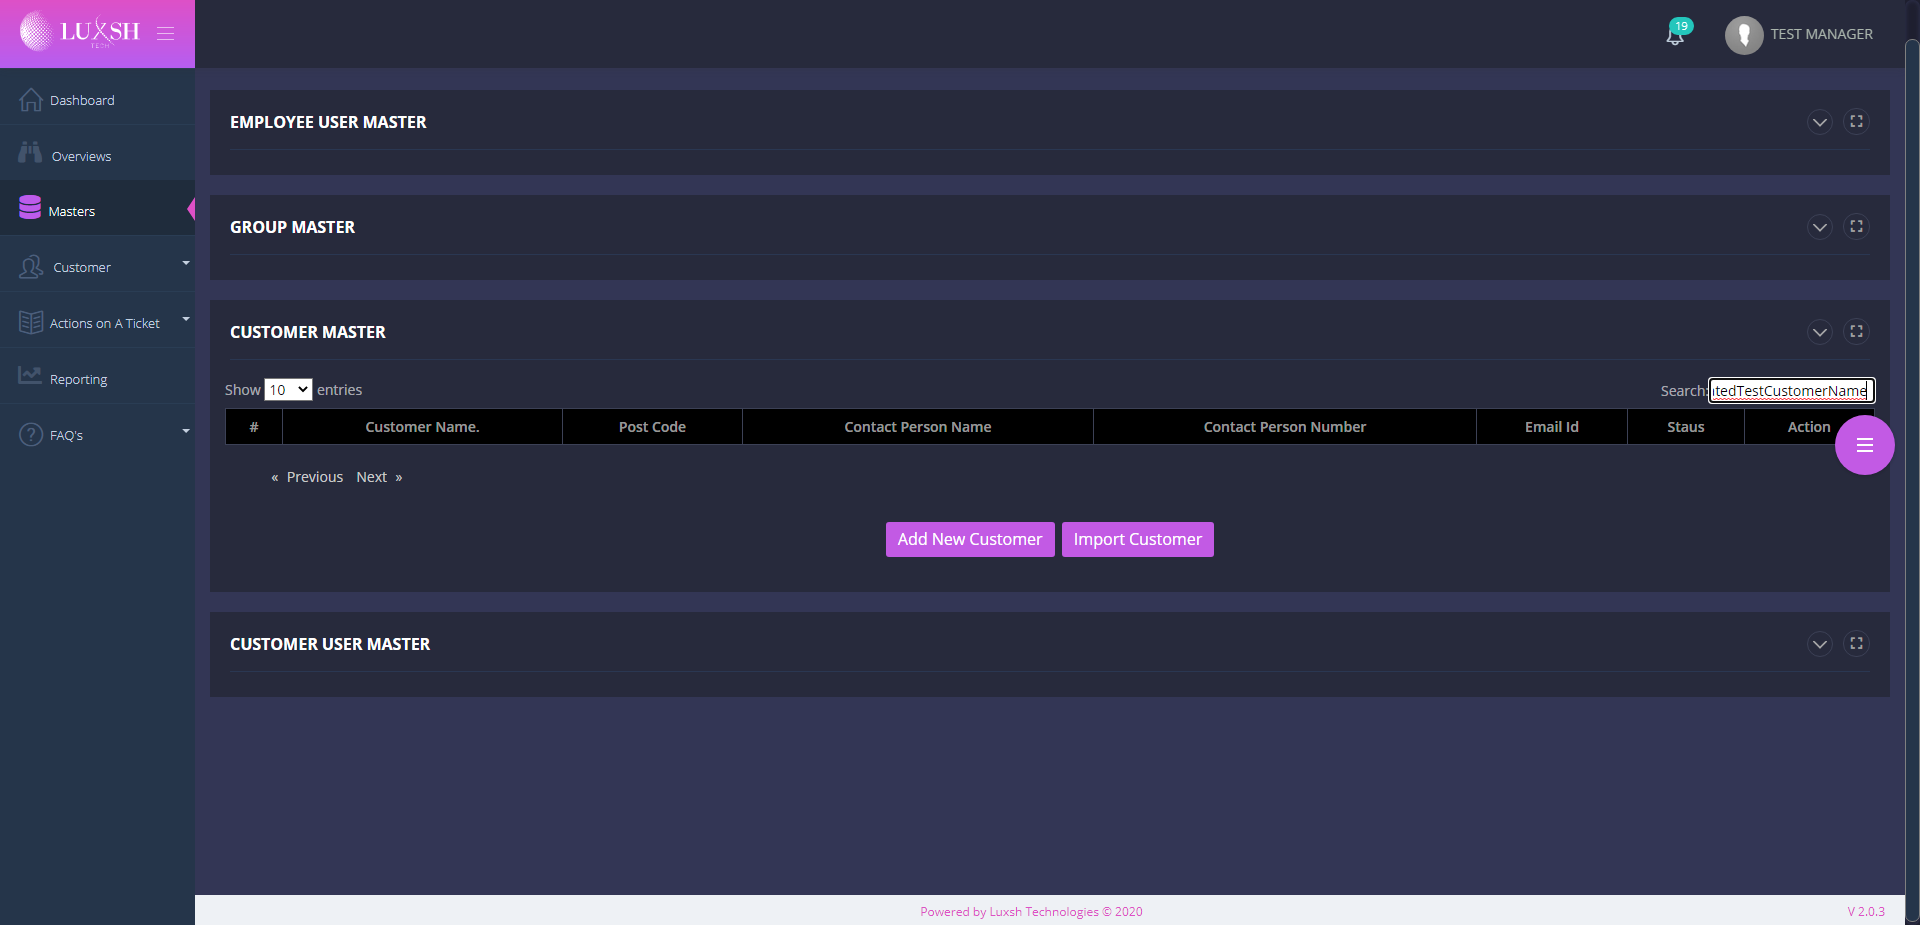 LUXSH
TECH
19
TEST MANAGER
Dashboard
Overviews
Masters
Customer
Actions on A Ticket
Reporting
FAQ's
EMPLOYEE USER MASTER
GROUP MASTER
CUSTOMER MASTER
Show 10 entries
Search: tedTestCustomerName
# Customer Name. Post Code Contact Person Name Contact Person Number Email Id Staus Action
« Previous Next »
Add New Customer Import Customer
CUSTOMER USER MASTER
Powered by Luxsh Technologies © 2020
V 2.0.3